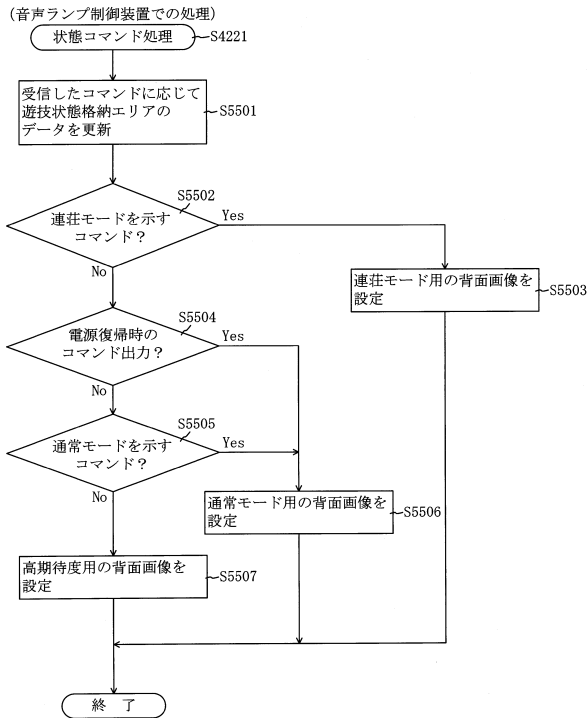 (音声ランプ制御装置での処理)
状態コマンド処理
S4221
受信したコマンドに応じて
遊技状態格納エリアの
データを更新
S5501
S5502
連荘モードを示す
コマンド？
Yes
No
連荘モード用の背面画像を
設定
S5503
S5504
電源復帰時の
コマンド出力？
Yes
No
S5505
通常モードを示す
コマンド？
Yes
No
通常モード用の背面画像を
設定
S5506
高期待度用の背面画像を
設定
S5507
終 了